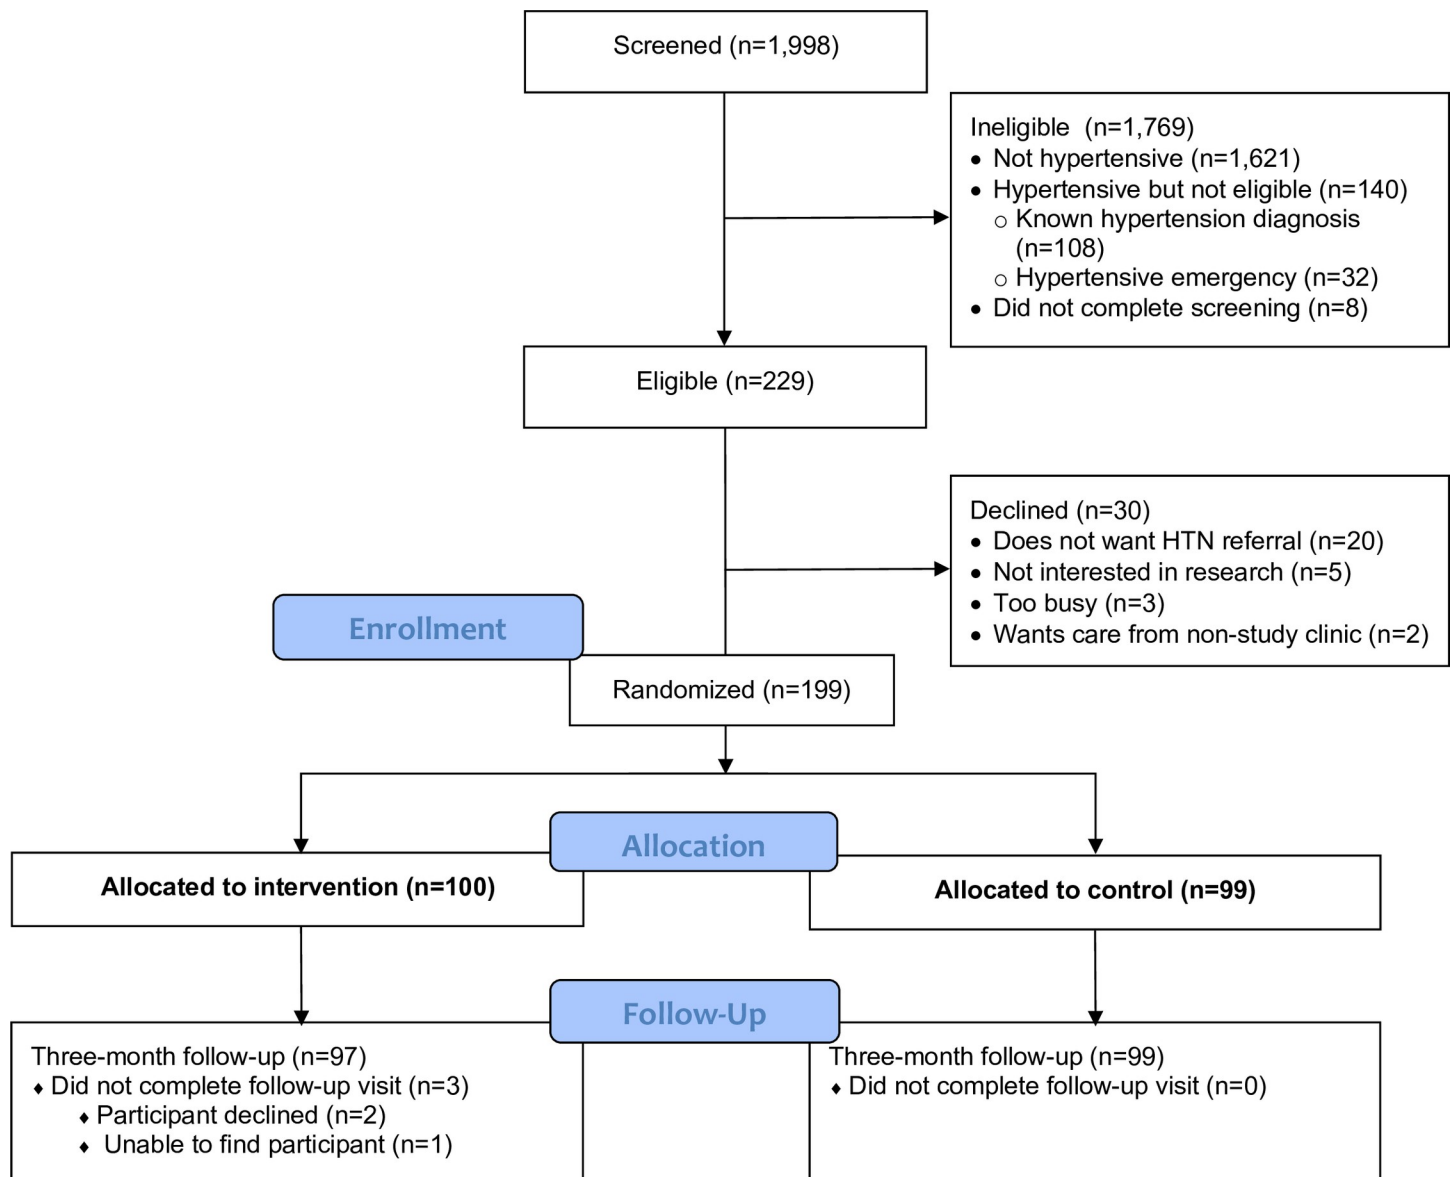 Screened (n=1,998)
Ineligible (n=1,769)
• Not hypertensive (n=1,621)
• Hypertensive but not eligible (n=140)
○ Known hypertension diagnosis
(n=108)
○ Hypertensive emergency (n=32)
• Did not complete screening (n=8)
Eligible (n=229)
Declined (n=30)
• Does not want HTN referral (n=20)
• Not interested in research (n=5)
• Too busy (n=3)
• Wants care from non-study clinic (n=2)
Enrollment
Randomized (n=199)
Allocation
Allocated to intervention (n=100)
Allocated to control (n=99)
Follow-Up
Three-month follow-up (n=97)
♦ Did not complete follow-up visit (n=3)
♦ Participant declined (n=2)
♦ Unable to find participant (n=1)
Three-month follow-up (n=99)
♦ Did not complete follow-up visit (n=0)